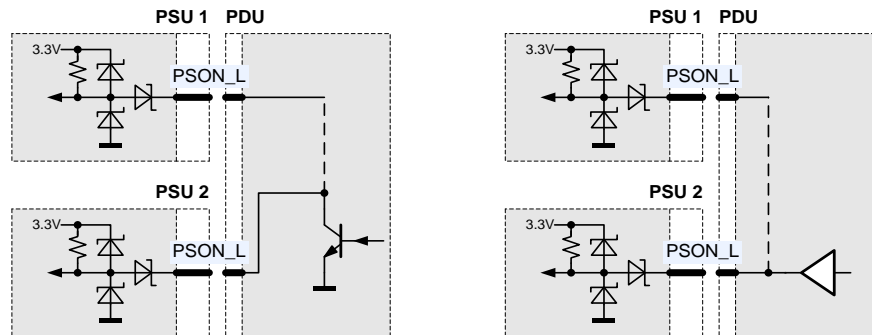 PSU 1 PDU PSU 1 PDU
3.3V 3.3V
PSON_L PSON_L
PSU 2 PSU 2
3.3V 3.3V
PSON_L PSON_L